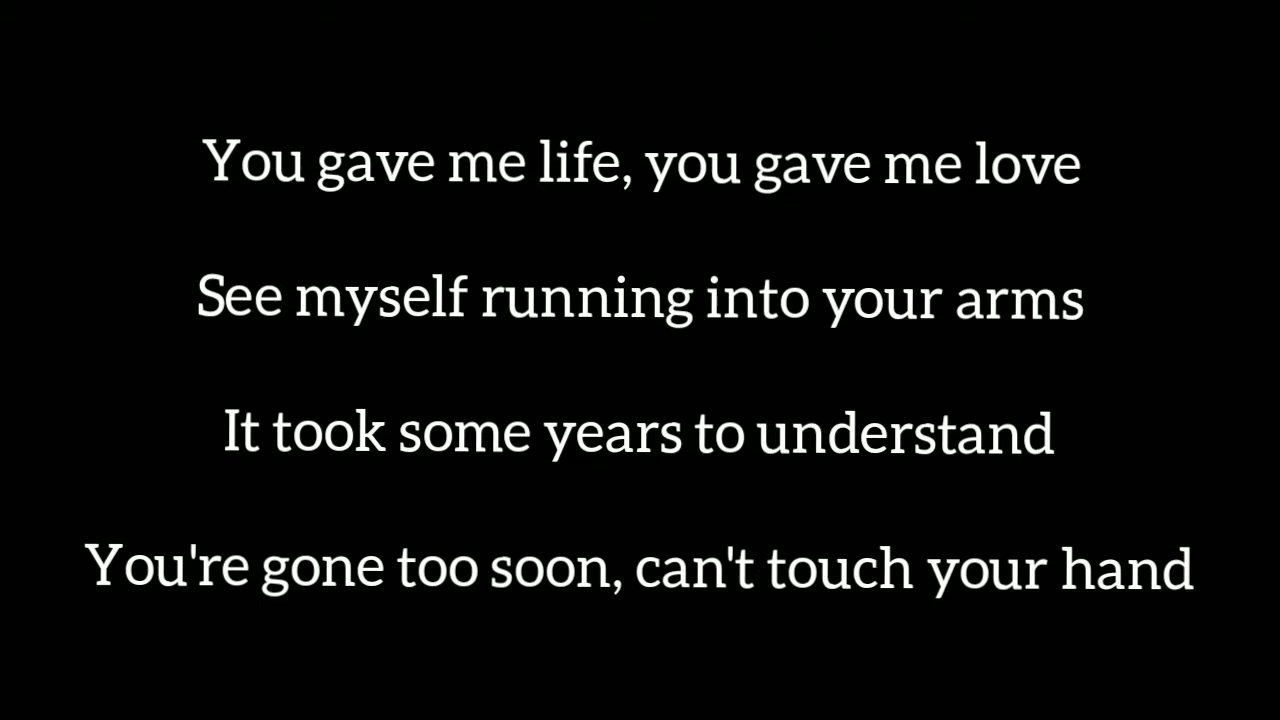 You gave me life, you gave me love
See myself running into your arms
It took some years to understand
You're gone too soon, can't touch your hand